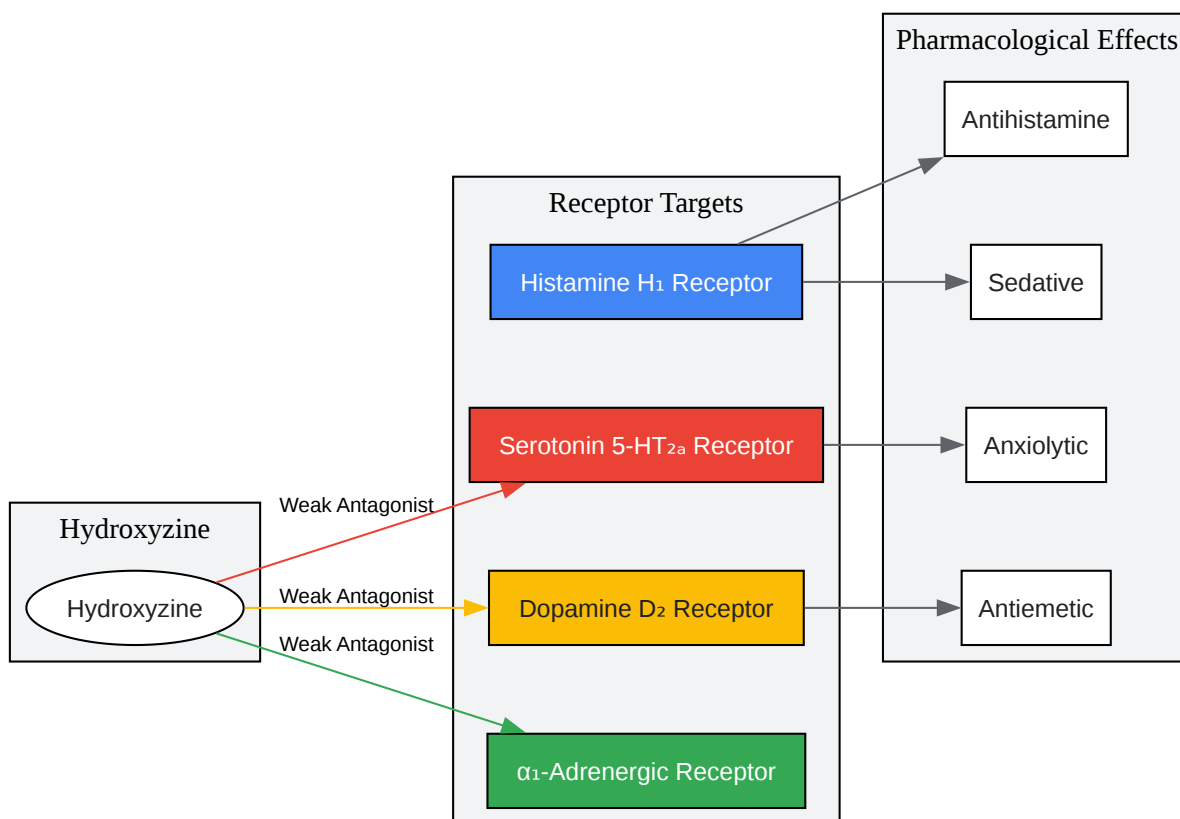 Pharmacological Effects
Antihistamine
Receptor Targets
Histamine H₁ Receptor
Sedative
Serotonin 5-HT₂ₐ Receptor
Anxiolytic
Weak Antagonist
Hydroxyzine
Weak Antagonist
Hydroxyzine
Dopamine D₂ Receptor
Antiemetic
Weak Antagonist
α₁-Adrenergic Receptor